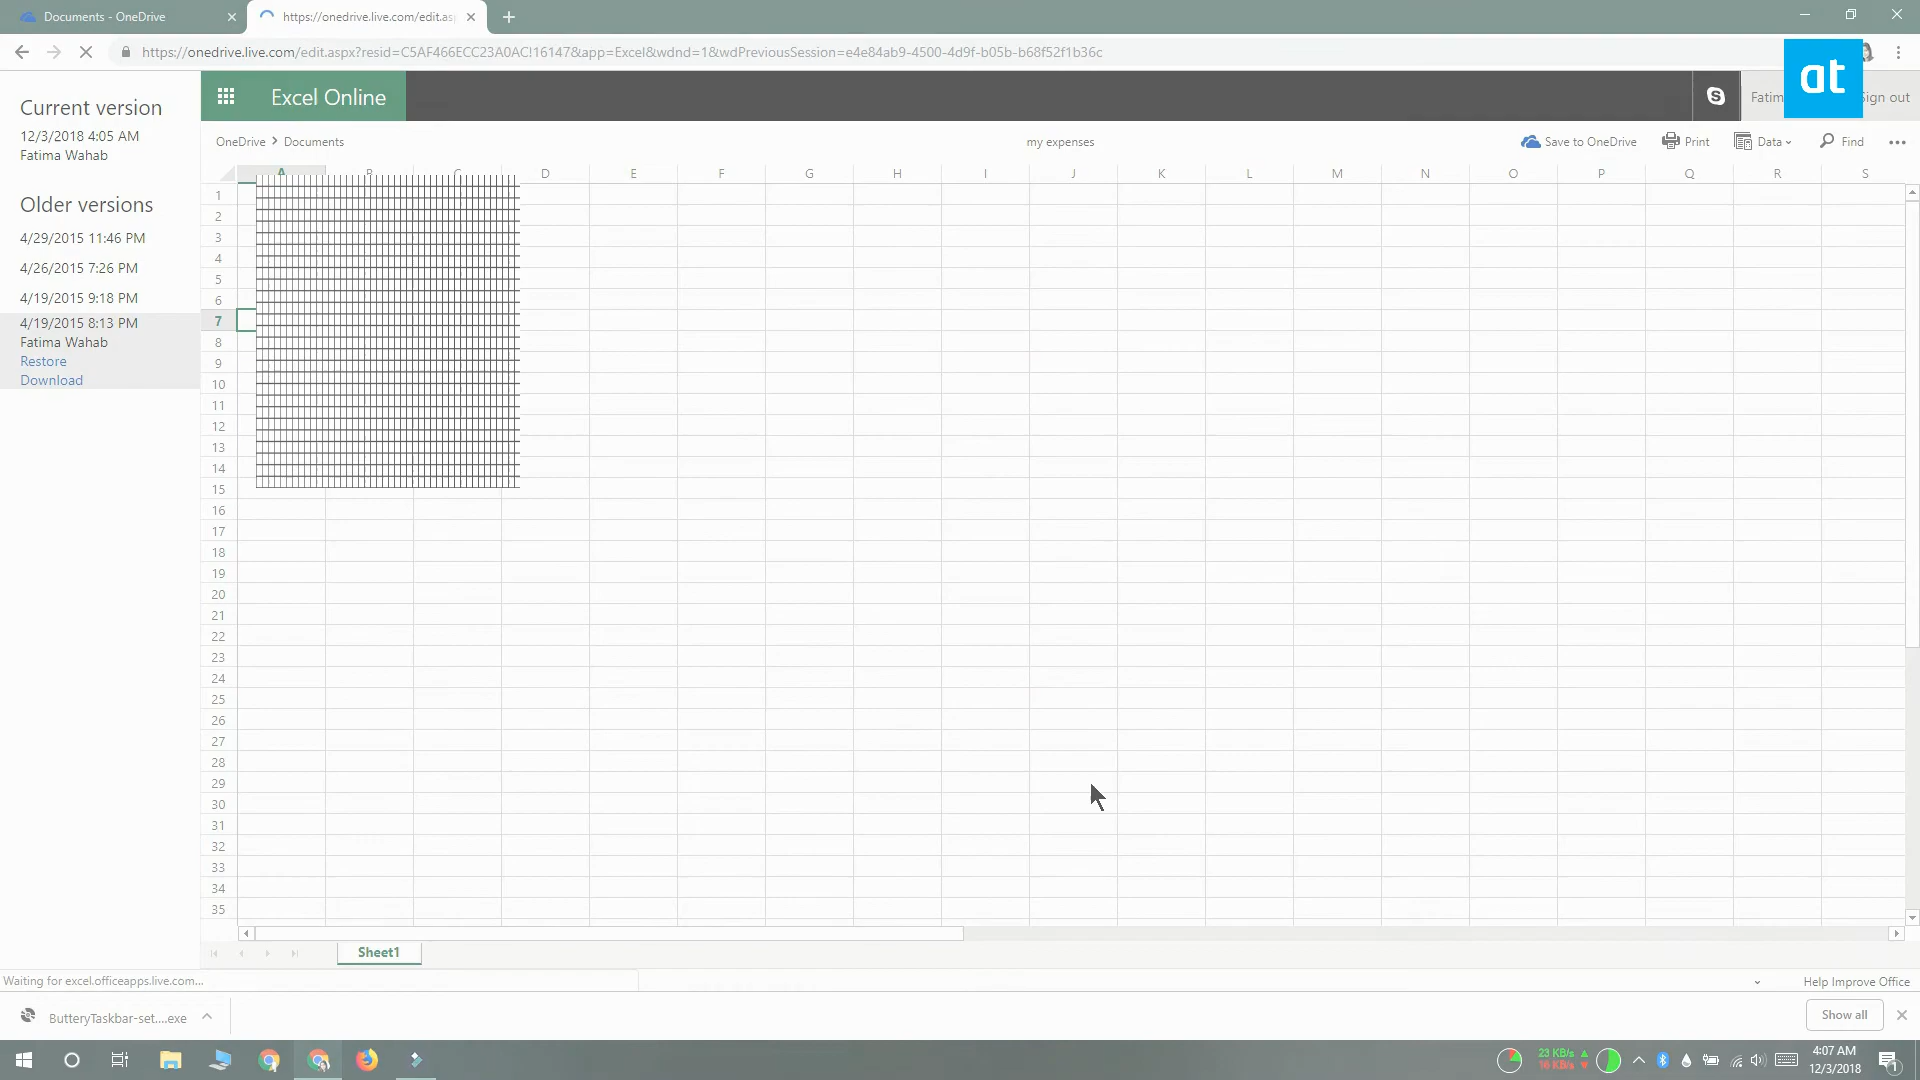 Documents - OneDrive
https://onedrive.live.com/edit.as
https://onedrive.live.com/edit.aspx?resid=C5AF466ECC23A0AC!16147&app=Excel&wdnd=1&wdPreviousSession=e4e84ab9-4500-4d9f-b05b-b68f52f1b36c
at
Current version
12/3/2018 4:05 AM
Fatima Wahab
Older versions
4/29/2015 11:46 PM
4/26/2015 7:26 PM
4/19/2015 9:18 PM
4/19/2015 8:13 PM
Fatima Wahab
Restore
Download
Excel Online
Fatim
Sign out
OneDrive > Documents
my expenses
Save to OneDrive
Print
Data
Find
A B C D E F G H I J K L M N O P Q R S
1
2
3
4
5
6
7
8
9
10
11
12
13
14
15
16
17
18
19
20
21
22
23
24
25
26
27
28
29
30
31
32
33
34
35
Sheet1
Waiting for excel.officeapps.live.com...
Help Improve Office
ButteryTaskbar-set....exe
Show all
23 KB/s
16 KB/s
4:07 AM
12/3/2018
1